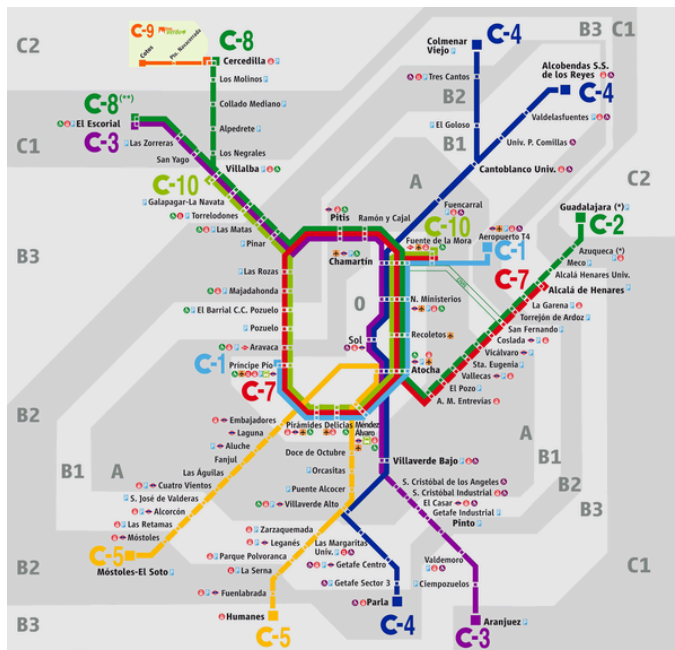 C2
C-9
Cotos
Pto. Navacerrada
C-8
Cercedilla
Los Molinos
Collado Mediano
Alpedrete
Los Negrales
Villalba
C-8(**)
El Escorial
C-3
C1
Las Zorreras
San Yago
C-10
Galapagar-La Navata
Torrelodones
Las Matas
Pinar
B3
Las Rozas
Majadahonda
El Barrial C.C. Pozuelo
Pozuelo
Aravaca
C-1
Príncipe Pío
C-7
Pitis
Ramón y Cajal
Chamartín
0
Sol
N. Ministerios
Recoletos
Atocha
Fuente de la Mora
C-10
Aeropuerto T4
C-1
Fuencarral
A
Colmenar
Viejo
C-4
Tres Cantos
B2
El Goloso
B1
B3
C1
Alcobendas S.S.
de los Reyes
C-4
Valdelasfuentes
Univ. P. Comillas
Cantoblanco Univ.
C2
Guadalajara (*)
C-2
Azuqueca (*)
Meco
Alcalá Henares Univ.
C-7
Alcalá de Henares
La Garena
Torrejón de Ardoz
San Fernando
Coslada
Vicálvaro
Sta. Eugenia
Vallecas
El Pozo
A. M. Entrevías
Pirámides
Delicias
Mendez
Alvaro
B2
B1
A
Embajadores
Laguna
Aluche
Fanjul
Las Águilas
Cuatro Vientos
S. José de Valderas
Alcorcón
Las Retamas
Móstoles
C-5
Móstoles-El Soto
Doce de Octubre
Orcasitas
Puente Alcocer
Villaverde Alto
Zarzaquemada
Leganés
Parque Polvoranca
La Serna
Fuenlabrada
Humanes
C-5
Villaverde Bajo
Las Margaritas
Univ.
Getafe Centro
Getafe Sector 3
Parla
C-4
S. Cristóbal de los Angeles
S. Cristóbal Industrial
El Casar
Getafe Industrial
Pinto
Valdemoro
Ciempozuelos
Aranjuez
C-3
A
B1
B2
B3
C1
B2
B3